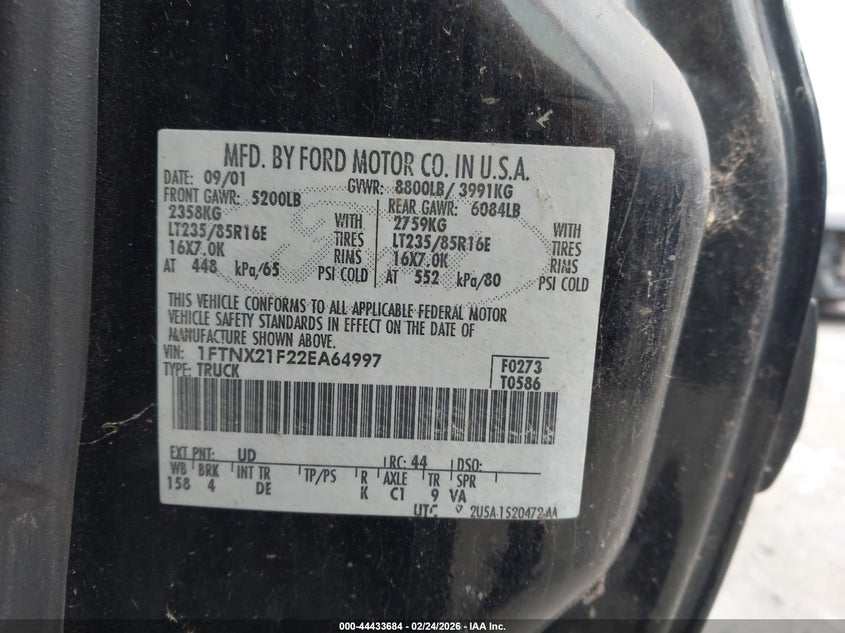 MFD. BY FORD MOTOR CO. IN U.S.A.
DATE: 09/01 GVWR: 8800LB/ 3991KG
FRONT GAWR: 5200LB REAR GAWR: 6084LB
2358KG WITH 2759KG WITH
LT235/85R16E TIRES LT235/85R16E TIRES
16X7.0K RIMS 16X7.0K RIMS
AT 448 kPa/65 PSI COLD AT 552 kPa/80 PSI COLD
THIS VEHICLE CONFORMS TO ALL APPLICABLE FEDERAL MOTOR
VEHICLE SAFETY STANDARDS IN EFFECT ON THE DATE OF
MANUFACTURE SHOWN ABOVE.
VIN: 1FTNX21F22EA64997 F0273
TYPE: TRUCK T0586
EXT PNT: UD RC: 44 DSO:
WB BRK INT TR TP/PS R AXLE TR SPR
158 4 DE K C1 9 VA
UTC 2U5A-1520472-AA
000-44433684 - 02/24/2026 - IAA Inc.